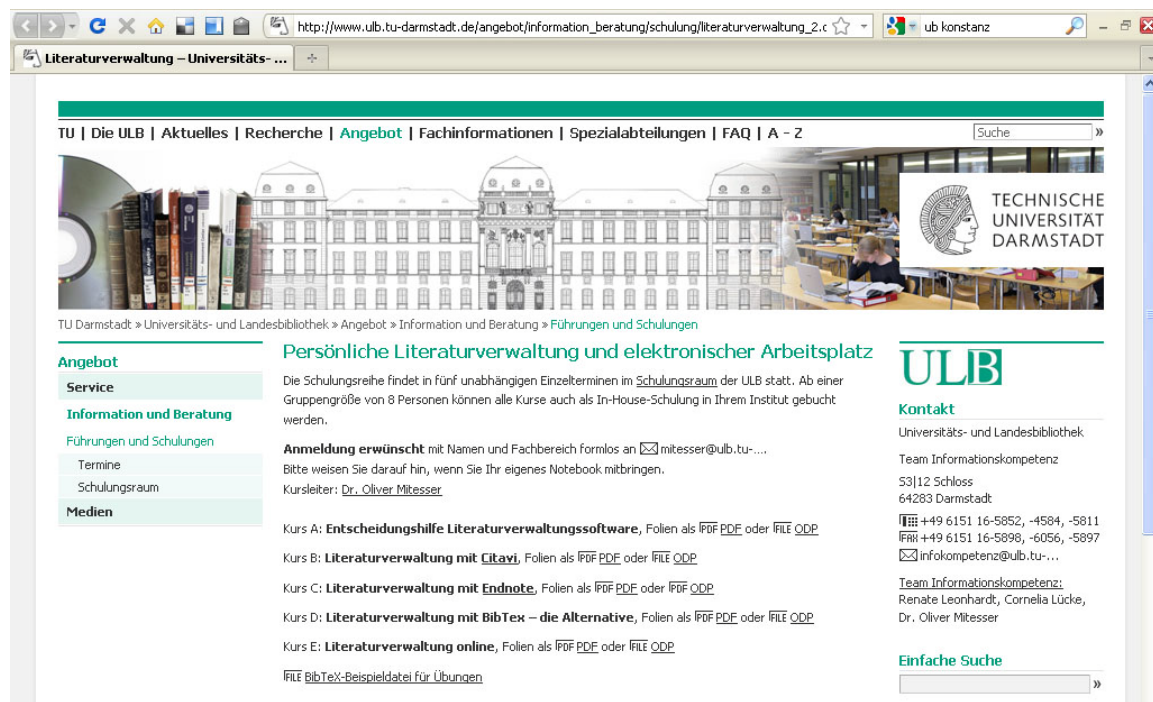 http://www.ulb.tu-darmstadt.de/angebot/information_beratung/schulung/literaturverwaltung_2.c
ub konstanz
Literaturverwaltung – Universitäts- ...
TU | Die ULB | Aktuelles | Recherche | Angebot | Fachinformationen | Spezialabteilungen | FAQ | A - Z
Suche »
TECHNISCHE
UNIVERSITÄT
DARMSTADT
TU Darmstadt » Universitäts- und Landesbibliothek » Angebot » Information und Beratung » Führungen und Schulungen
Angebot
Service
Information und Beratung
Führungen und Schulungen
Termine
Schulungsraum
Medien
Persönliche Literaturverwaltung und elektronischer Arbeitsplatz
Die Schulungsreihe findet in fünf unabhängigen Einzelterminen im Schulungsraum der ULB statt. Ab einer
Gruppengröße von 8 Personen können alle Kurse auch als In-House-Schulung in Ihrem Institut gebucht
werden.
Anmeldung erwünscht mit Namen und Fachbereich formlos an mitesser@ulb.tu-....
Bitte weisen Sie darauf hin, wenn Sie Ihr eigenes Notebook mitbringen.
Kursleiter: Dr. Oliver Mitesser
Kurs A: Entscheidungshilfe Literaturverwaltungssoftware, Folien als PDF PDF oder FILE ODP
Kurs B: Literaturverwaltung mit Citavi, Folien als PDF PDF oder FILE ODP
Kurs C: Literaturverwaltung mit Endnote, Folien als PDF PDF oder PDF ODP
Kurs D: Literaturverwaltung mit BibTex – die Alternative, Folien als PDF PDF oder FILE ODP
Kurs E: Literaturverwaltung online, Folien als PDF PDF oder FILE ODP
FILE BibTeX-Beispieldatei für Übungen
ULB
Kontakt
Universitäts- und Landesbibliothek
Team Informationskompetenz
S3|12 Schloss
64283 Darmstadt
+49 6151 16-5852, -4584, -5811
FAX +49 6151 16-5898, -6056, -5897
infokompetenz@ulb.tu-...
Team Informationskompetenz:
Renate Leonhardt, Cornelia Lücke,
Dr. Oliver Mitesser
Einfache Suche
»